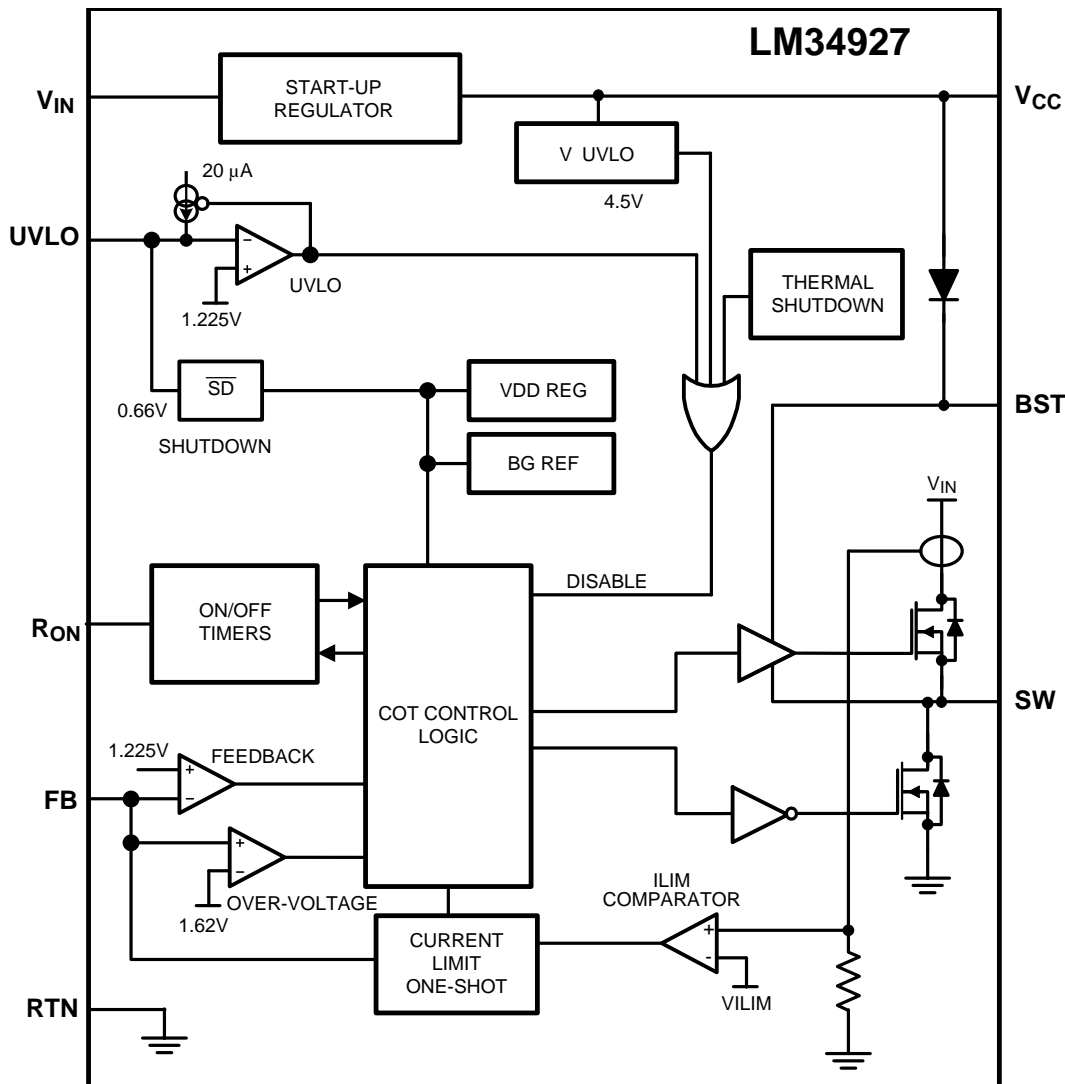 LM34927
VIN
START-UP
REGULATOR
VCC
V UVLO
4.5V
20 µA
UVLO
UVLO
1.225V
THERMAL
SHUTDOWN
0.66V
SD
SHUTDOWN
VDD REG
BG REF
BST
VIN
RON
ON/OFF
TIMERS
DISABLE
COT CONTROL
LOGIC
SW
1.225V
FEEDBACK
FB
1.62V
OVER-VOLTAGE
ILIM
COMPARATOR
CURRENT
LIMIT
ONE-SHOT
VILIM
RTN
+
-
+
-
+
-
+
-